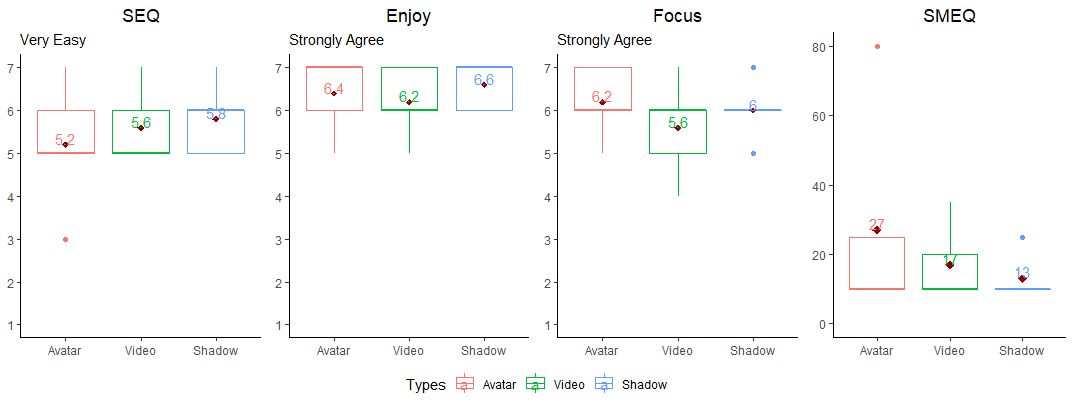 SEQ Enjoy Focus SMEQ
Very Easy Strongly Agree Strongly Agree
7 6 5 4 3 2 1
5.2 5.6 5.8
Avatar Video Shadow
7 6 5 4 3 2 1
6.4 6.2 6.6
Avatar Video Shadow
7 6 5 4 3 2 1
6.2 5.6 6
Avatar Video Shadow
80 60 40 20 0
27 17 13
Avatar Video Shadow
Types a Avatar a Video a Shadow